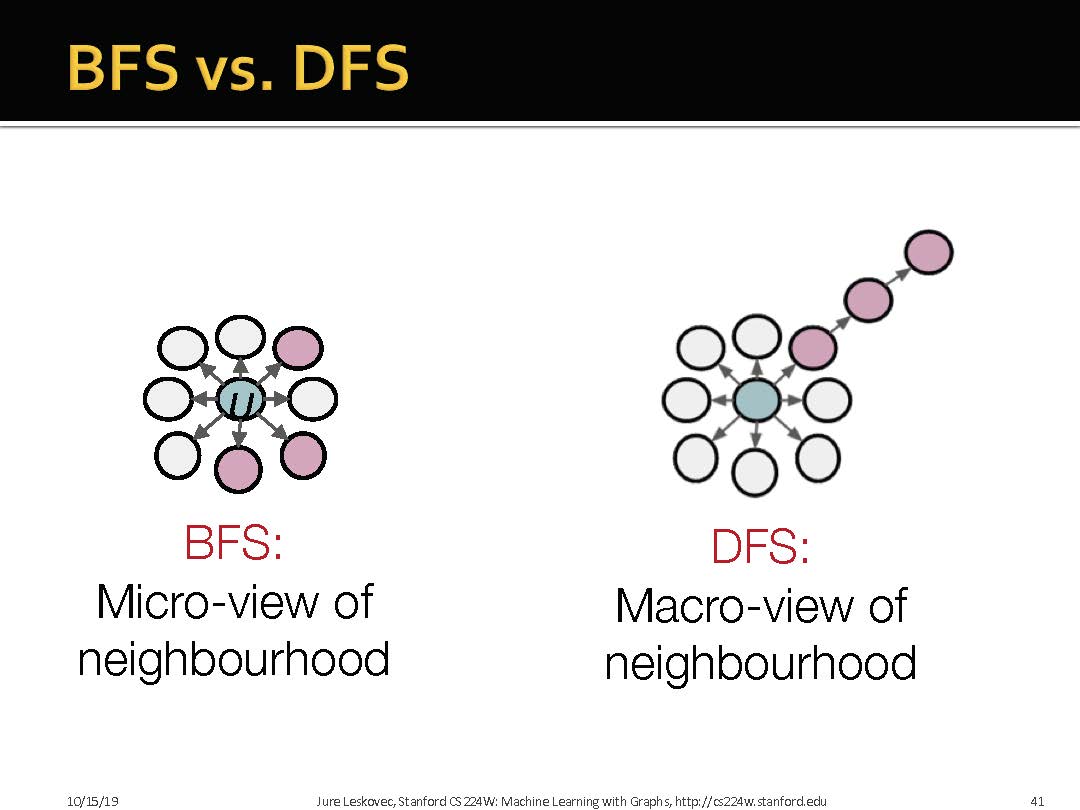 BFS vs. DFS
u
BFS:
Micro-view of
neighbourhood
DFS:
Macro-view of
neighbourhood
10/15/19
Jure Leskovec, Stanford CS224W: Machine Learning with Graphs, http://cs224w.stanford.edu
41